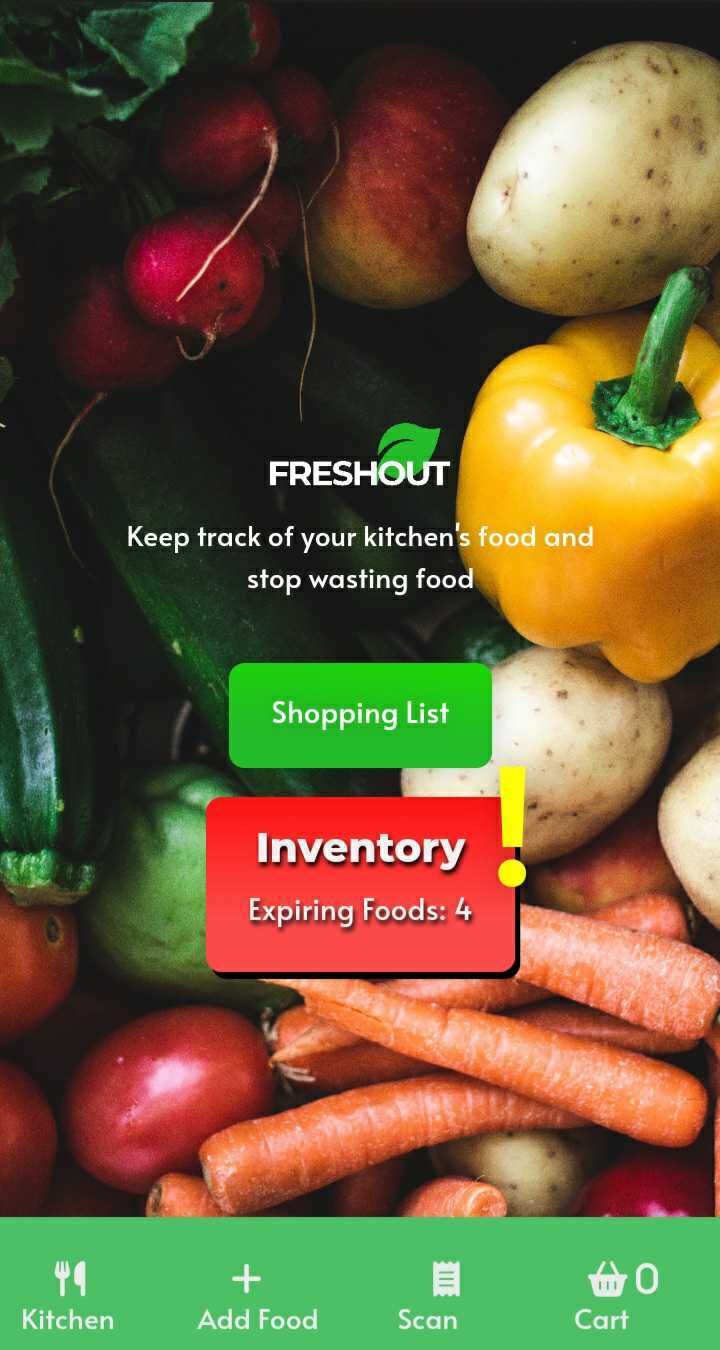 FRESHOUT
Keep track of your kitchen's food and
stop wasting food
Shopping List
Inventory
!
Expiring Foods: 4
0
Kitchen
Add Food
Scan
Cart